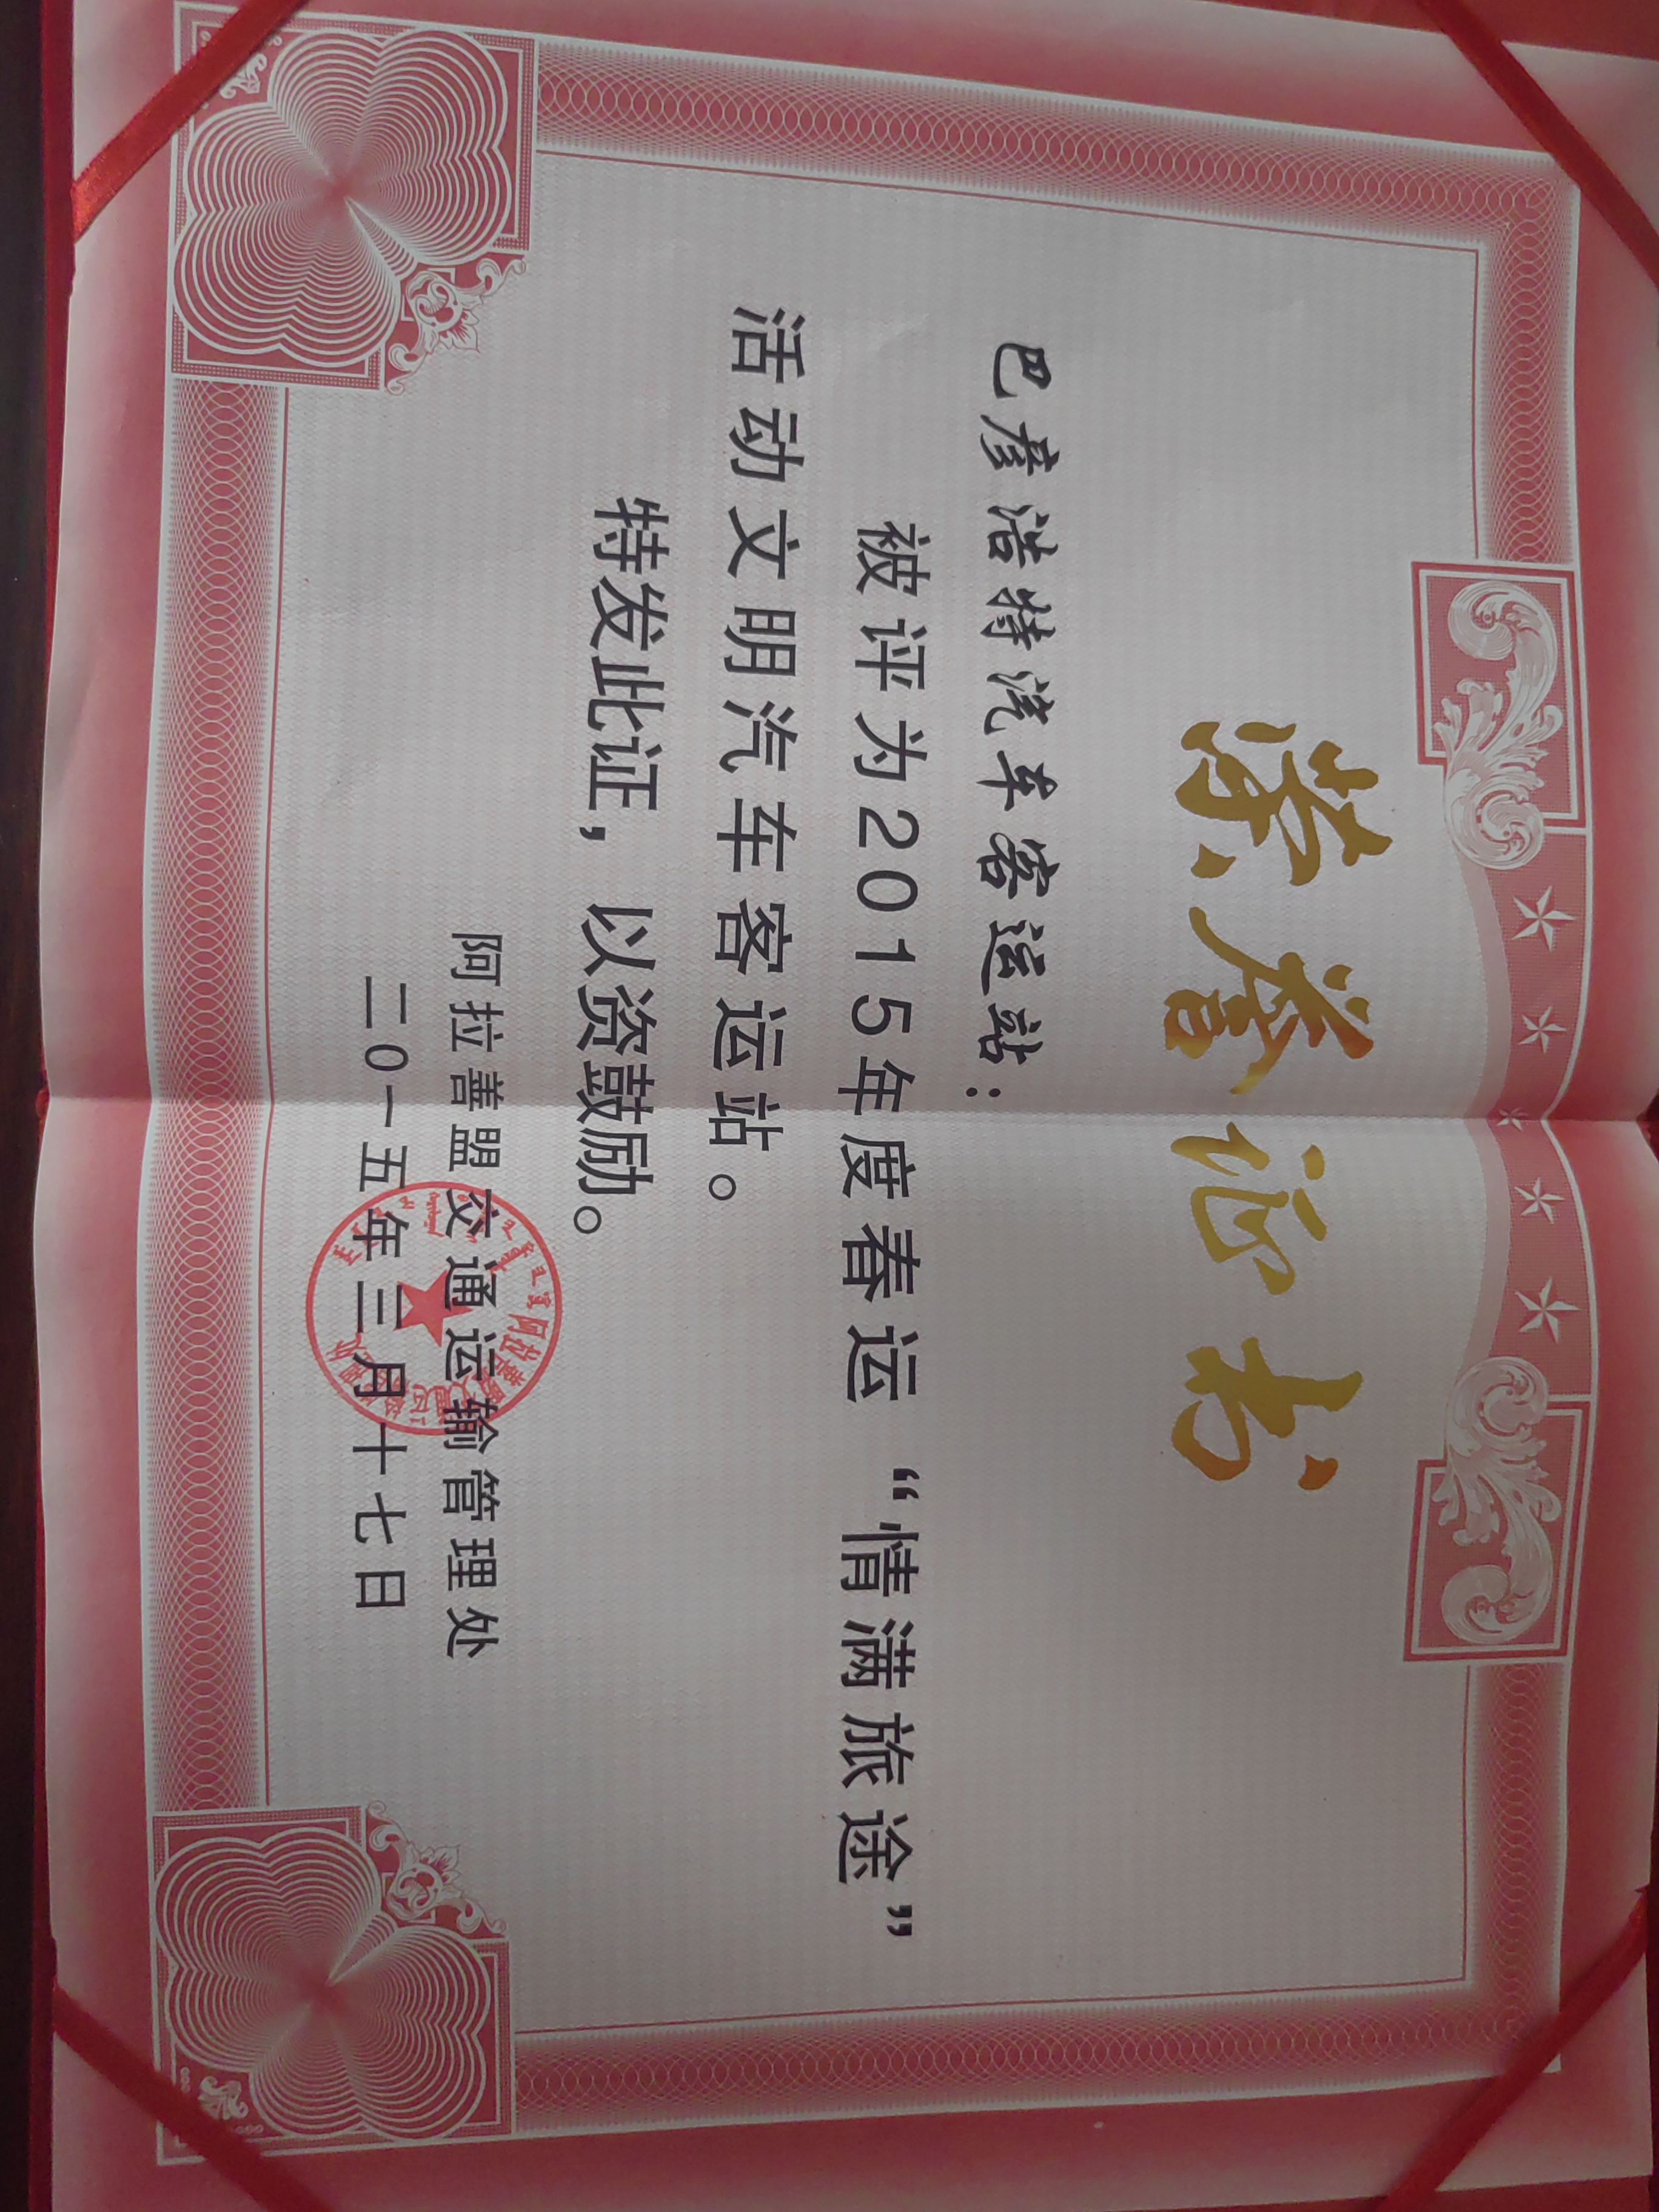 荣誉证书
巴彦浩特汽车客运站：
被评为2015年度春运“情满旅途”
活动文明汽车客运站。
特发此证，以资鼓励。
阿拉善盟交通运输管理处
二〇一五年三月十七日